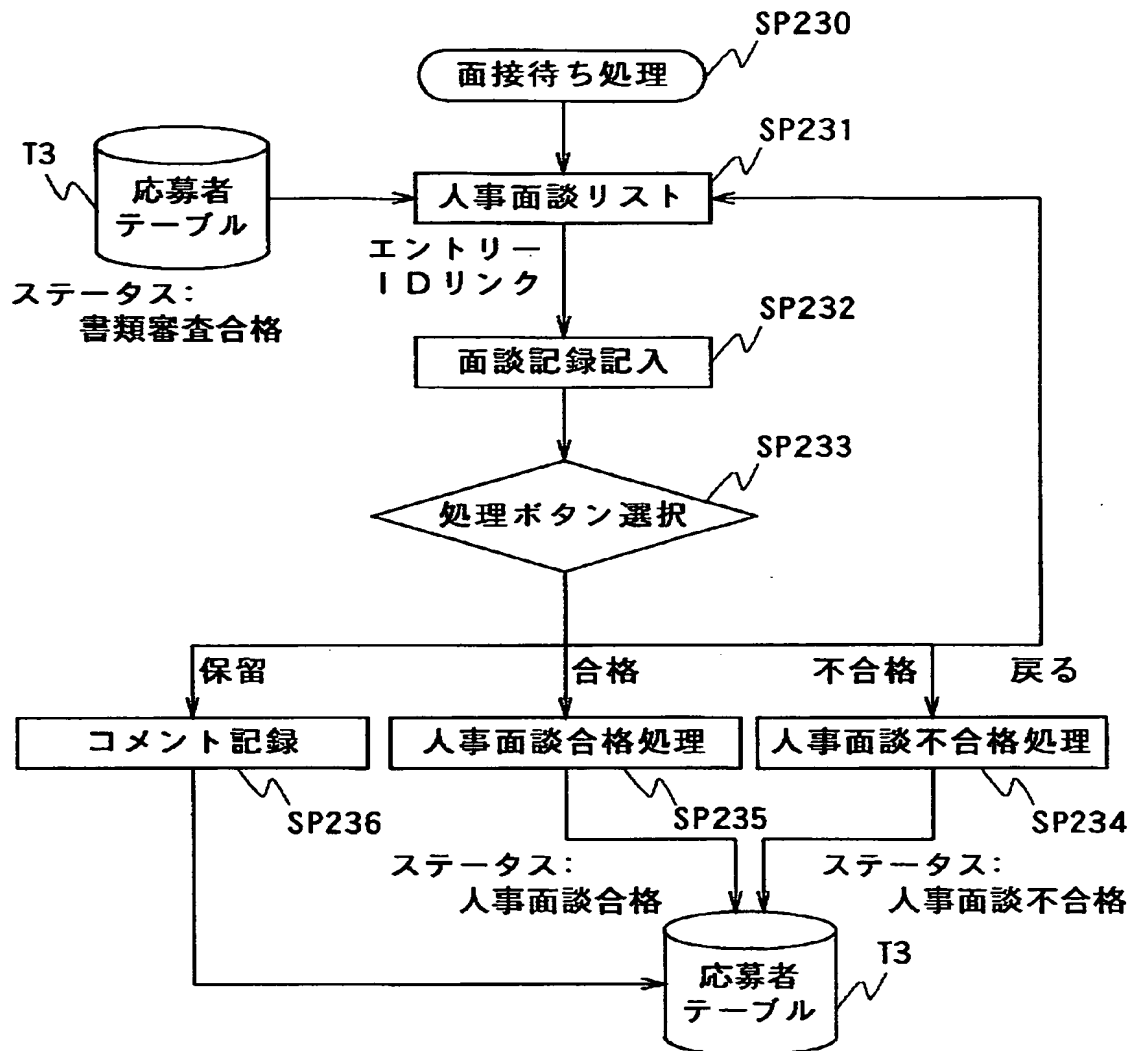 SP230
面接待ち処理
SP231
T3
応募者
テーブル
人事面談リスト
エントリー
IDリンク
ステータス:
書類審査合格
SP232
面談記録記入
SP233
処理ボタン選択
保留
合格
不合格
戻る
コメント記録
人事面談合格処理
人事面談不合格処理
SP236
SP235
SP234
ステータス:
人事面談合格
ステータス:
人事面談不合格
応募者
テーブル
T3